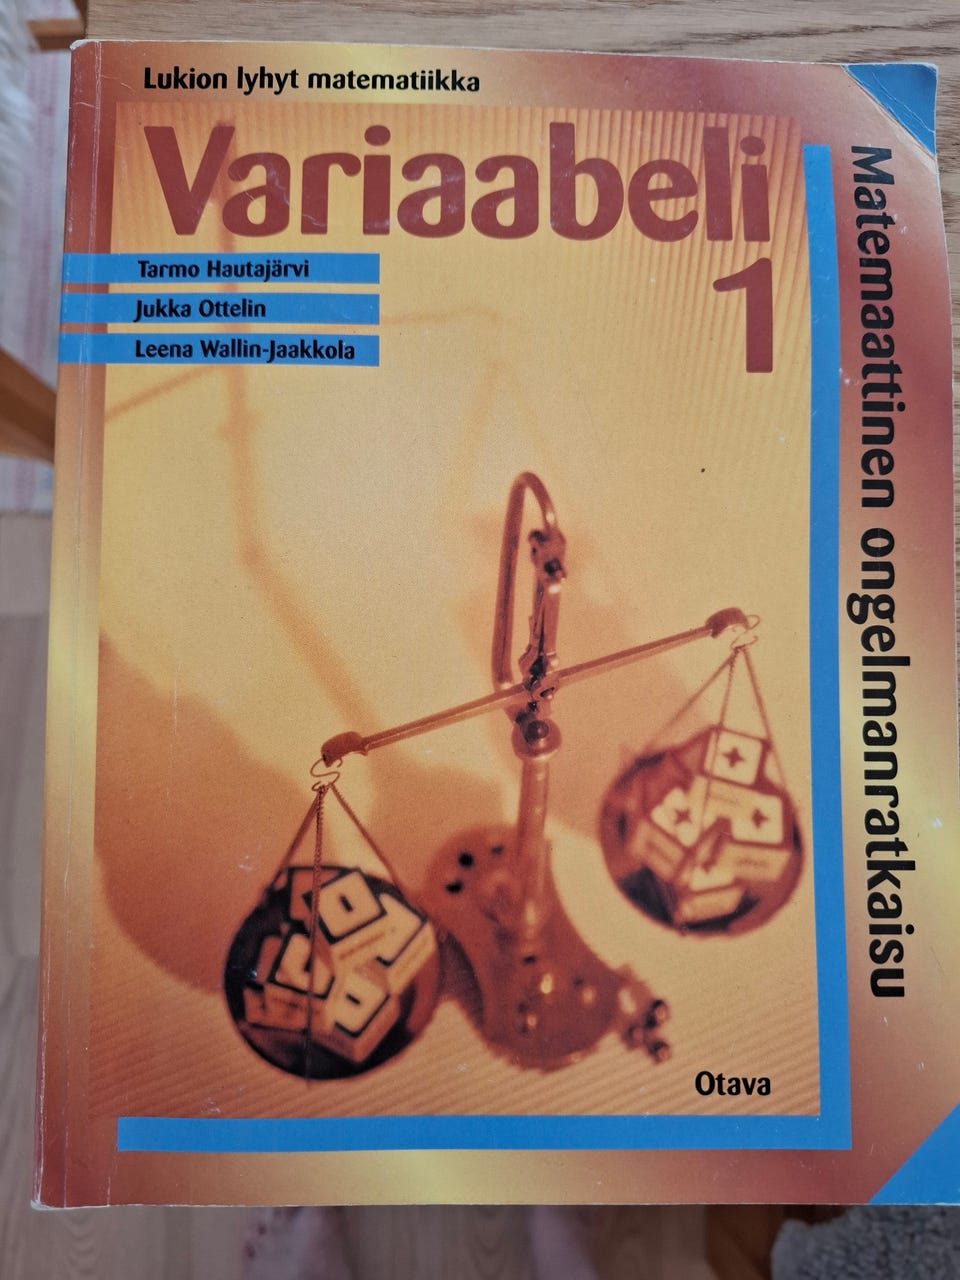 Lukion lyhyt matematiikka
Variaabeli
1
Tarmo Hautajärvi
Jukka Ottelin
Leena Wallin-Jaakkola
Matemaattinen ongelmanratkaisu
Otava